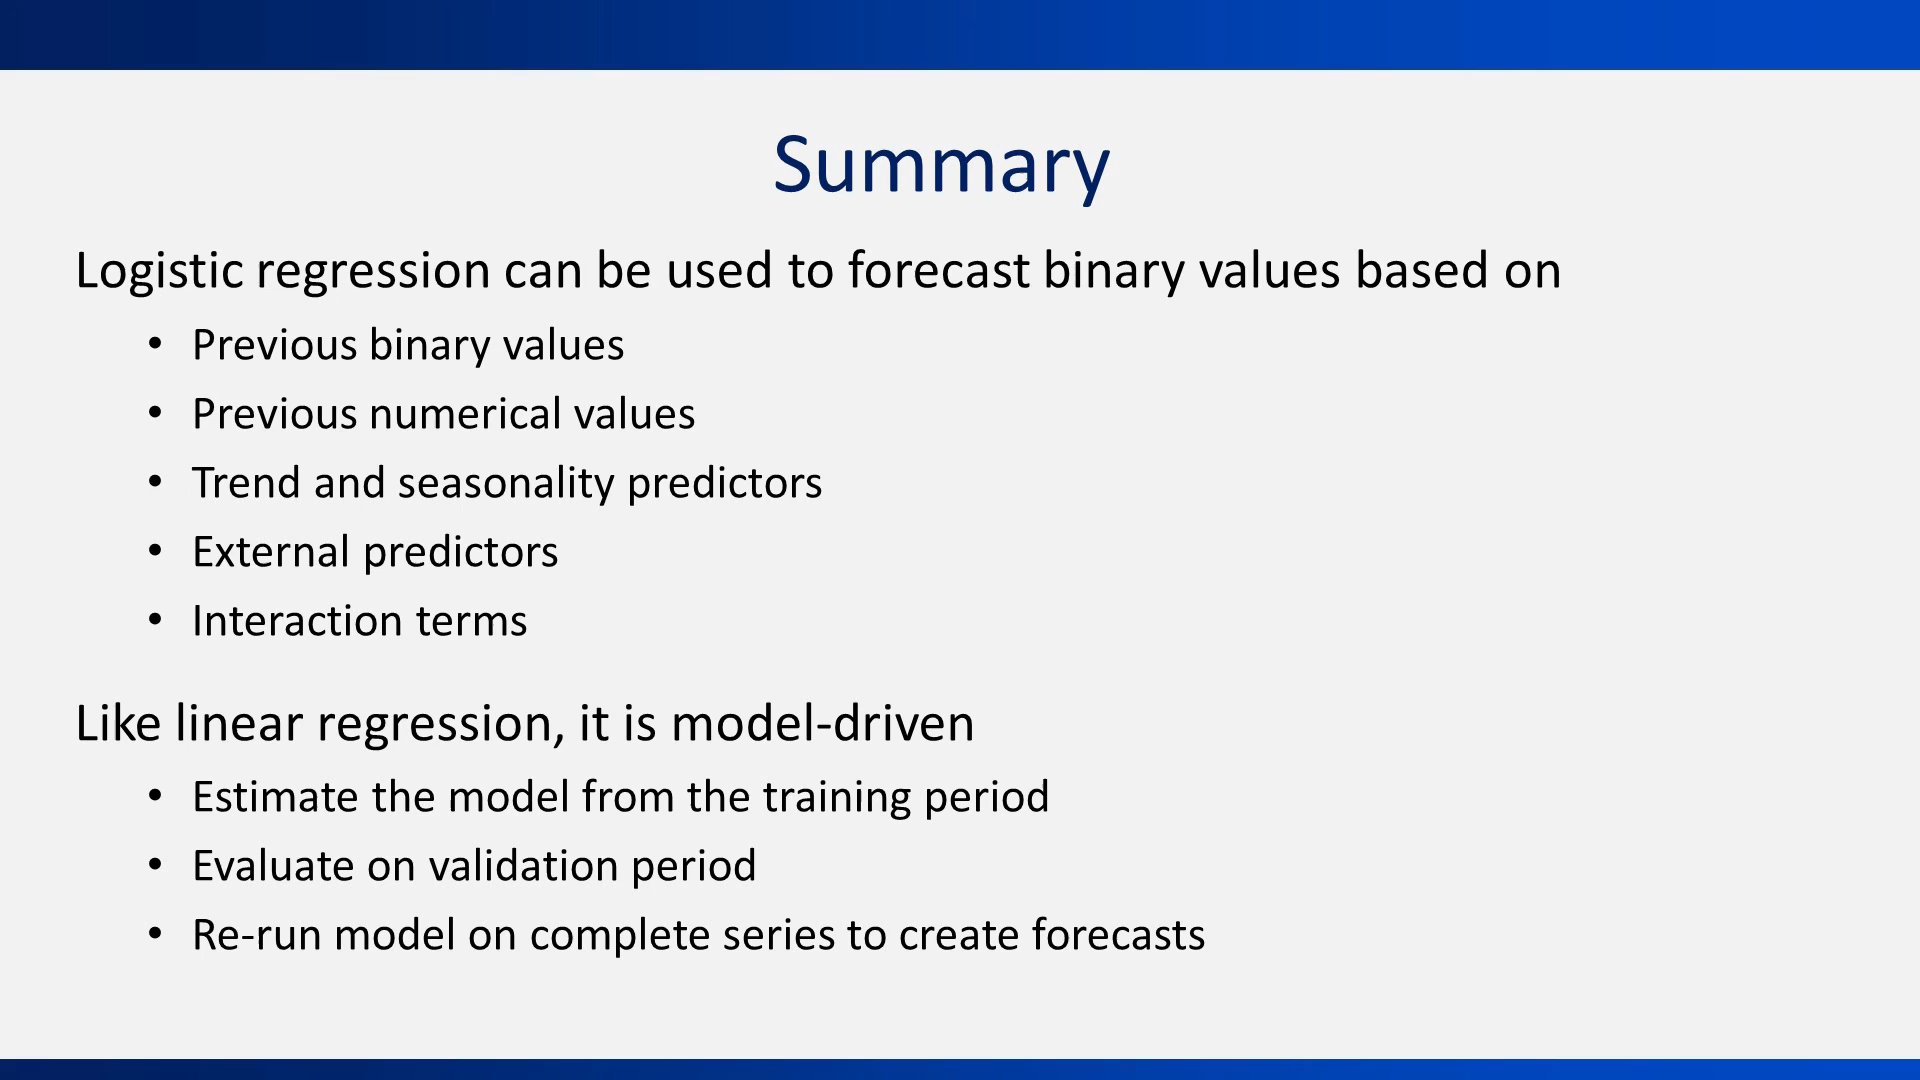 Summary
Logistic regression can be used to forecast binary values based on
• Previous binary values
• Previous numerical values
• Trend and seasonality predictors
• External predictors
• Interaction terms
Like linear regression, it is model-driven
• Estimate the model from the training period
• Evaluate on validation period
• Re-run model on complete series to create forecasts